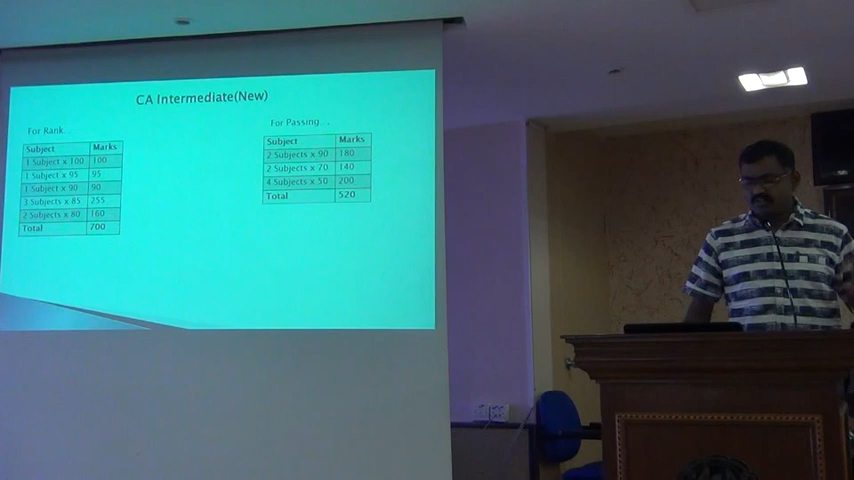 CA Intermediate(New)
For Rank...
Subject Marks
1 Subject x 100 100
1 Subject x 95 95
1 Subject x 90 90
3 Subjects x 85 255
2 Subjects x 80 160
Total 700
For Passing...
Subject Marks
2 Subjects x 90 180
2 Subjects x 70 140
4 Subjects x 50 200
Total 520